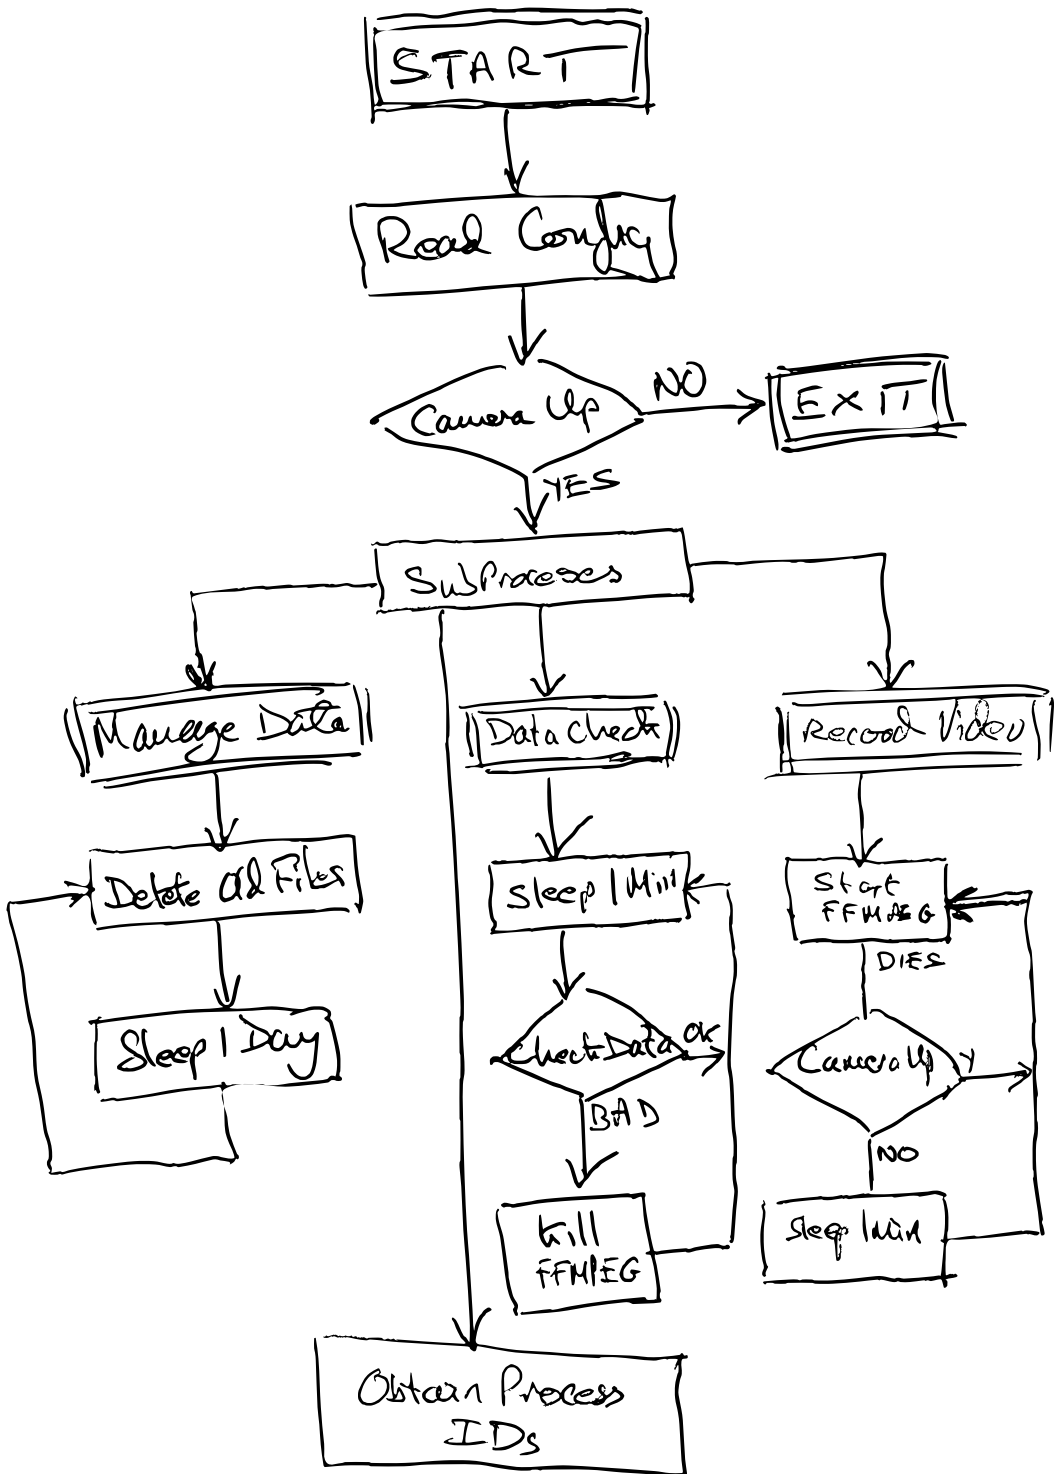 START
Read Config
Camera Up
NO
EXIT
YES
SubProceses
Manage Data
Data Check
Record Video
Delete Old Files
Sleep 1 Min
Start
FFMPEG
DIES
Sleep 1 Day
Check Data
OK
Camera Up
Y
BAD
NO
Kill
FFMPEG
Sleep 1 Min
Obtain Process
IDs